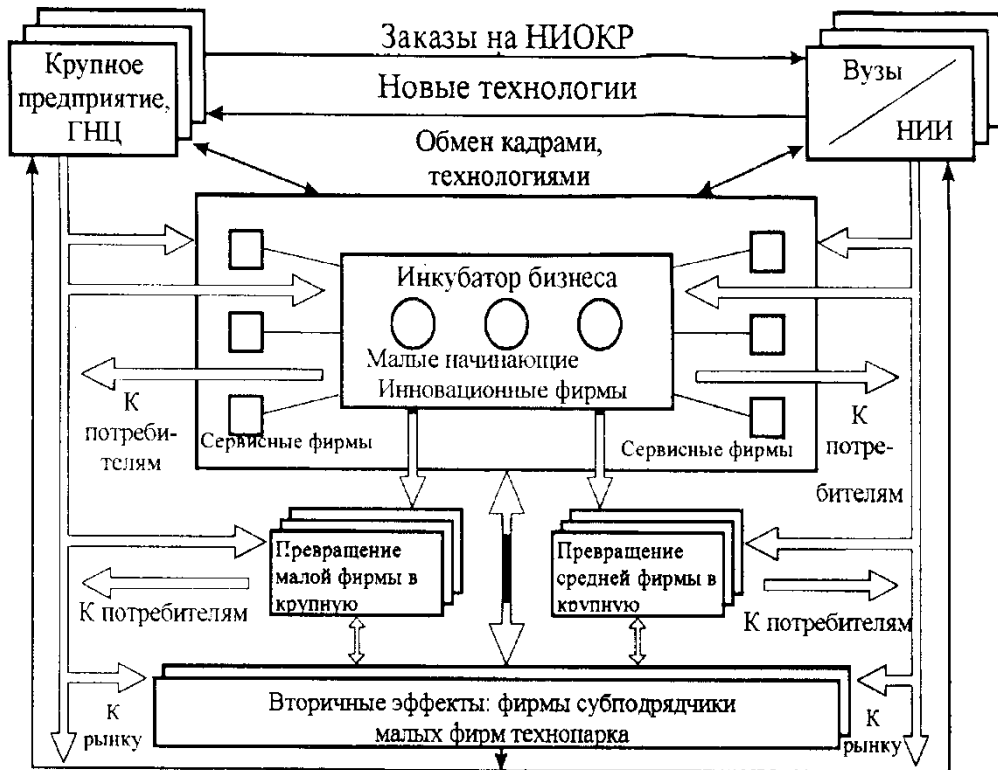 Заказы на НИОКР
Крупное
предприятие,
ГНЦ
Вузы
НИИ
Новые технологии
Обмен кадрами,
технологиями
Инкубатор бизнеса
Малые начинающие
Инновационные фирмы
К
потреби-
телям
Сервисные фирмы
Сервисные фирмы
К
потре-
бителям
Превращение
малой фирмы в
крупную
Превращение
средней фирмы в
крупную
К потребителям
К потребителям
Вторичные эффекты: фирмы субподрядчики
малых фирм технопарка
К
рынку
К
рынку